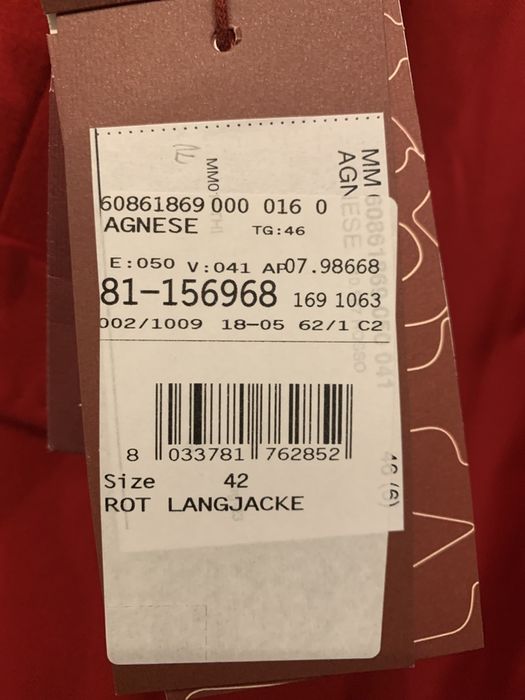 60861869 000 016 0
AGNESE TG:46
E:050 V:041 AP07.98668
81-156968 169 1063
002/1009 18-05 62/1 C2
8 033781 762852
Size 42
ROT LANGJACKE
MM
AGNESE